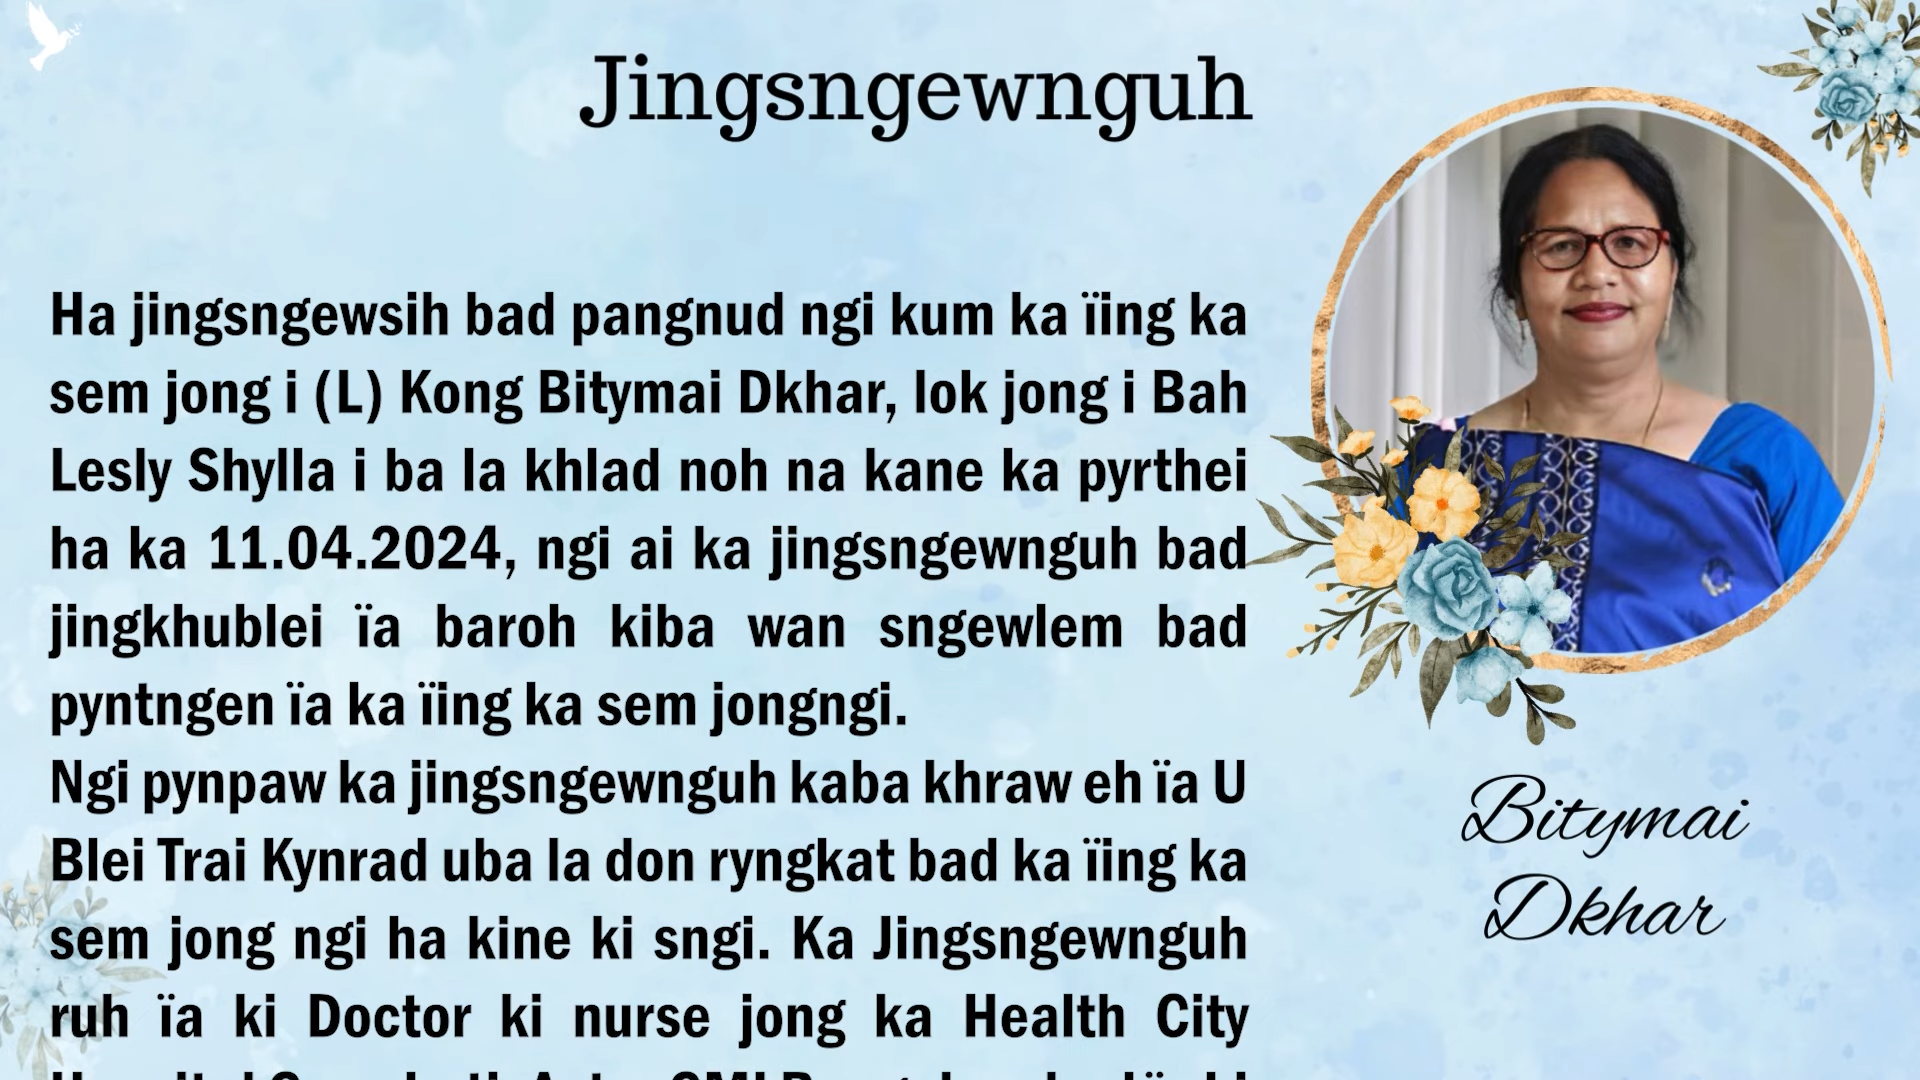 Jingsngewnguh
Ha jingsngewsih bad pangnud ngi kum ka ïing ka
sem jong i (L) Kong Bitymai Dkhar, lok jong i Bah
Lesly Shylla i ba la khlad noh na kane ka pyrthei
ha ka 11.04.2024, ngi ai ka jingsngewnguh bad
jingkhublei ïa baroh kiba wan sngewlem bad
pyntngen ïa ka ïing ka sem jongngi.
Ngi pynpaw ka jingsngewnguh kaba khraw eh ïa U
Blei Trai Kynrad uba la don ryngkat bad ka ïing ka
sem jong ngi ha kine ki sngi. Ka Jingsngewnguh
ruh ïa ki Doctor ki nurse jong ka Health City
Bitymai
Dkhar